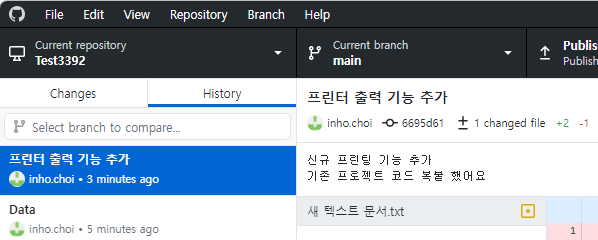 File Edit View Repository Branch Help
Current repository
Test3392
Current branch
main
Publis
Publish
Changes
History
Select branch to compare...
프린터 출력 기능 추가
inho.choi • 3 minutes ago
Data
inho.choi • 5 minutes ago
프린터 출력 기능 추가
inho.choi 6695d61 1 changed file +2 -1
신규 프린팅 기능 추가
기존 프로젝트 코드 복붙 했어요
새 텍스트 문서.txt
1